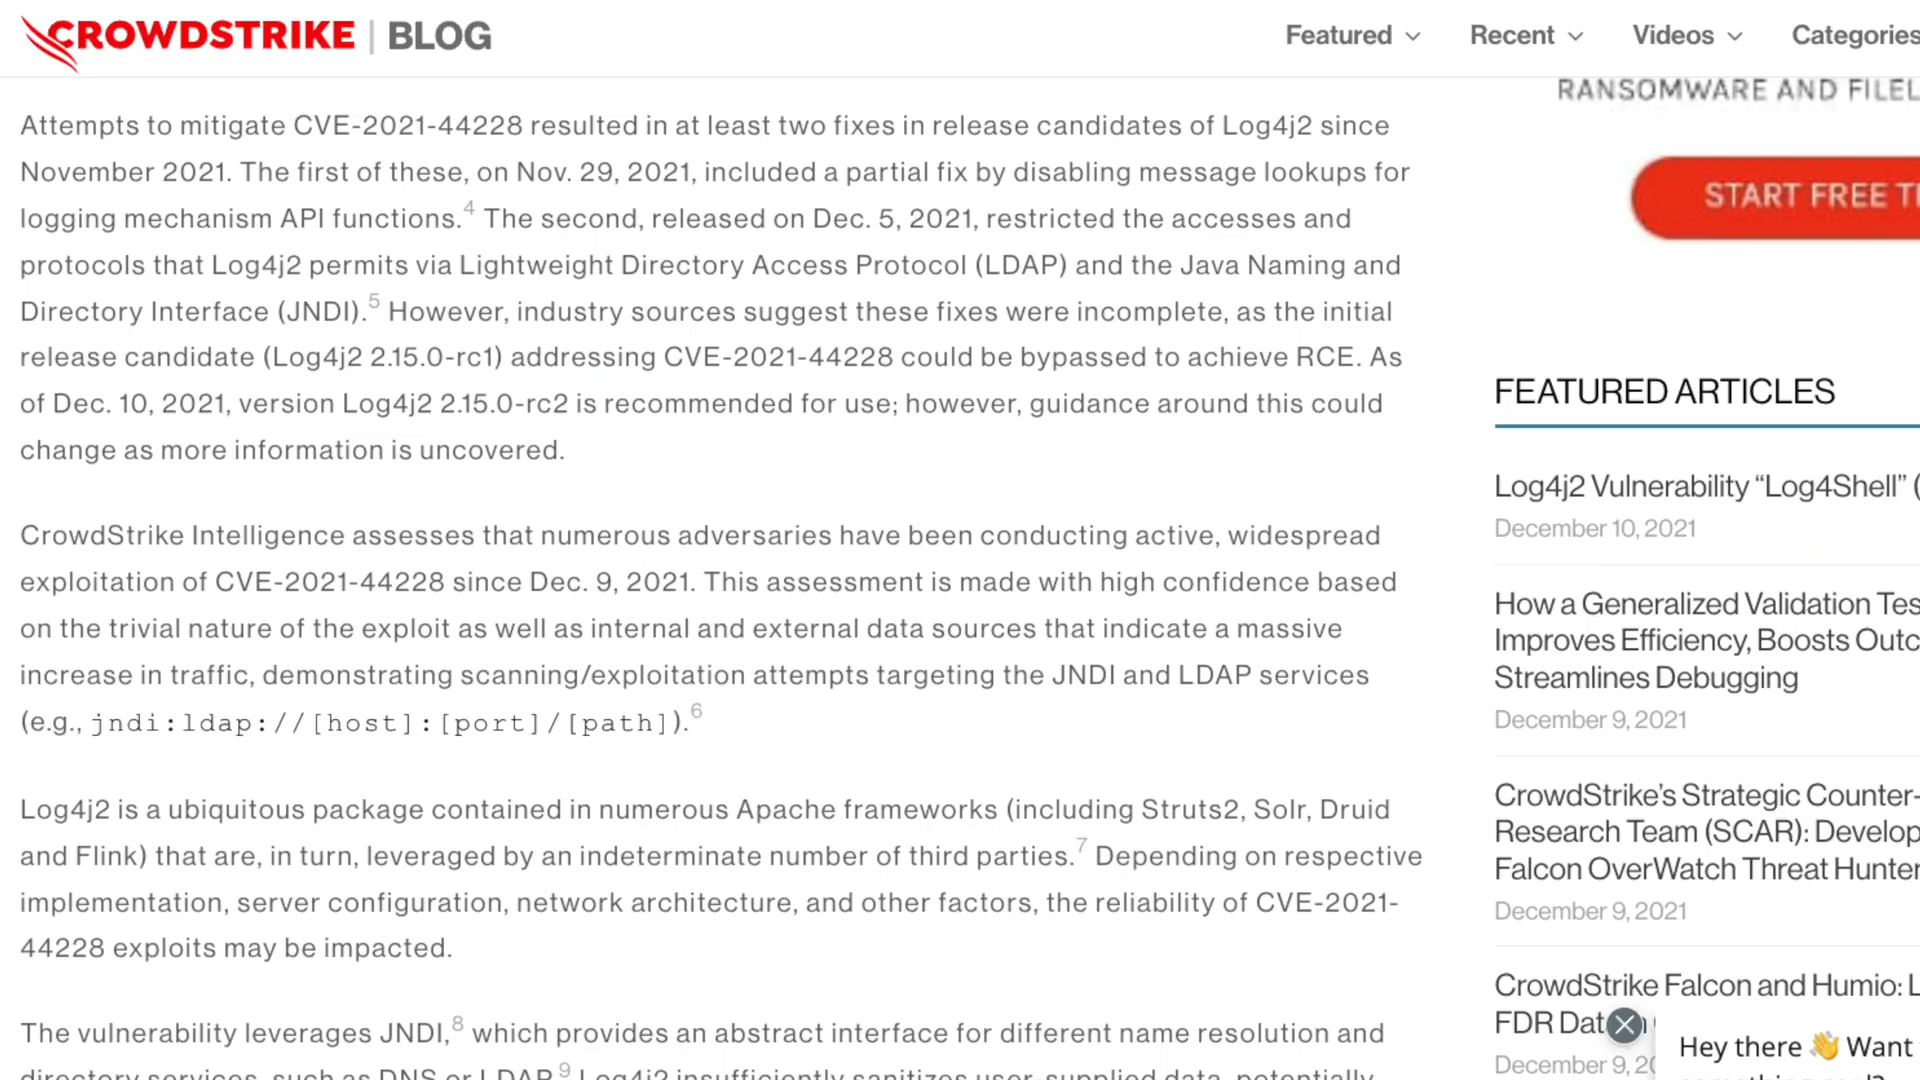 CROWDSTRIKE | BLOG
Featured
Recent
Videos
Categories
Attempts to mitigate CVE-2021-44228 resulted in at least two fixes in release candidates of Log4j2 since
November 2021. The first of these, on Nov. 29, 2021, included a partial fix by disabling message lookups for
logging mechanism API functions.4 The second, released on Dec. 5, 2021, restricted the accesses and
protocols that Log4j2 permits via Lightweight Directory Access Protocol (LDAP) and the Java Naming and
Directory Interface (JNDI).5 However, industry sources suggest these fixes were incomplete, as the initial
release candidate (Log4j2 2.15.0-rc1) addressing CVE-2021-44228 could be bypassed to achieve RCE. As
of Dec. 10, 2021, version Log4j2 2.15.0-rc2 is recommended for use; however, guidance around this could
change as more information is uncovered.
CrowdStrike Intelligence assesses that numerous adversaries have been conducting active, widespread
exploitation of CVE-2021-44228 since Dec. 9, 2021. This assessment is made with high confidence based
on the trivial nature of the exploit as well as internal and external data sources that indicate a massive
increase in traffic, demonstrating scanning/exploitation attempts targeting the JNDI and LDAP services
(e.g., jndi:ldap://[host]:[port]/[path]).6
Log4j2 is a ubiquitous package contained in numerous Apache frameworks (including Struts2, Solr, Druid
and Flink) that are, in turn, leveraged by an indeterminate number of third parties.7 Depending on respective
implementation, server configuration, network architecture, and other factors, the reliability of CVE-2021-
44228 exploits may be impacted.
The vulnerability leverages JNDI,8 which provides an abstract interface for different name resolution and
directory services, such as DNS or LDAP.9 Log4j2 insufficiently sanitizes user-supplied data, potentially
RANSOMWARE AND FILEL
START FREE T
FEATURED ARTICLES
Log4j2 Vulnerability “Log4Shell” (
December 10, 2021
How a Generalized Validation Tes
Improves Efficiency, Boosts Outc
Streamlines Debugging
December 9, 2021
CrowdStrike’s Strategic Counter-
Research Team (SCAR): Develop
Falcon OverWatch Threat Hunter
December 9, 2021
CrowdStrike Falcon and Humio: L
FDR Dat
December 9, 20
Hey there 👋 Want